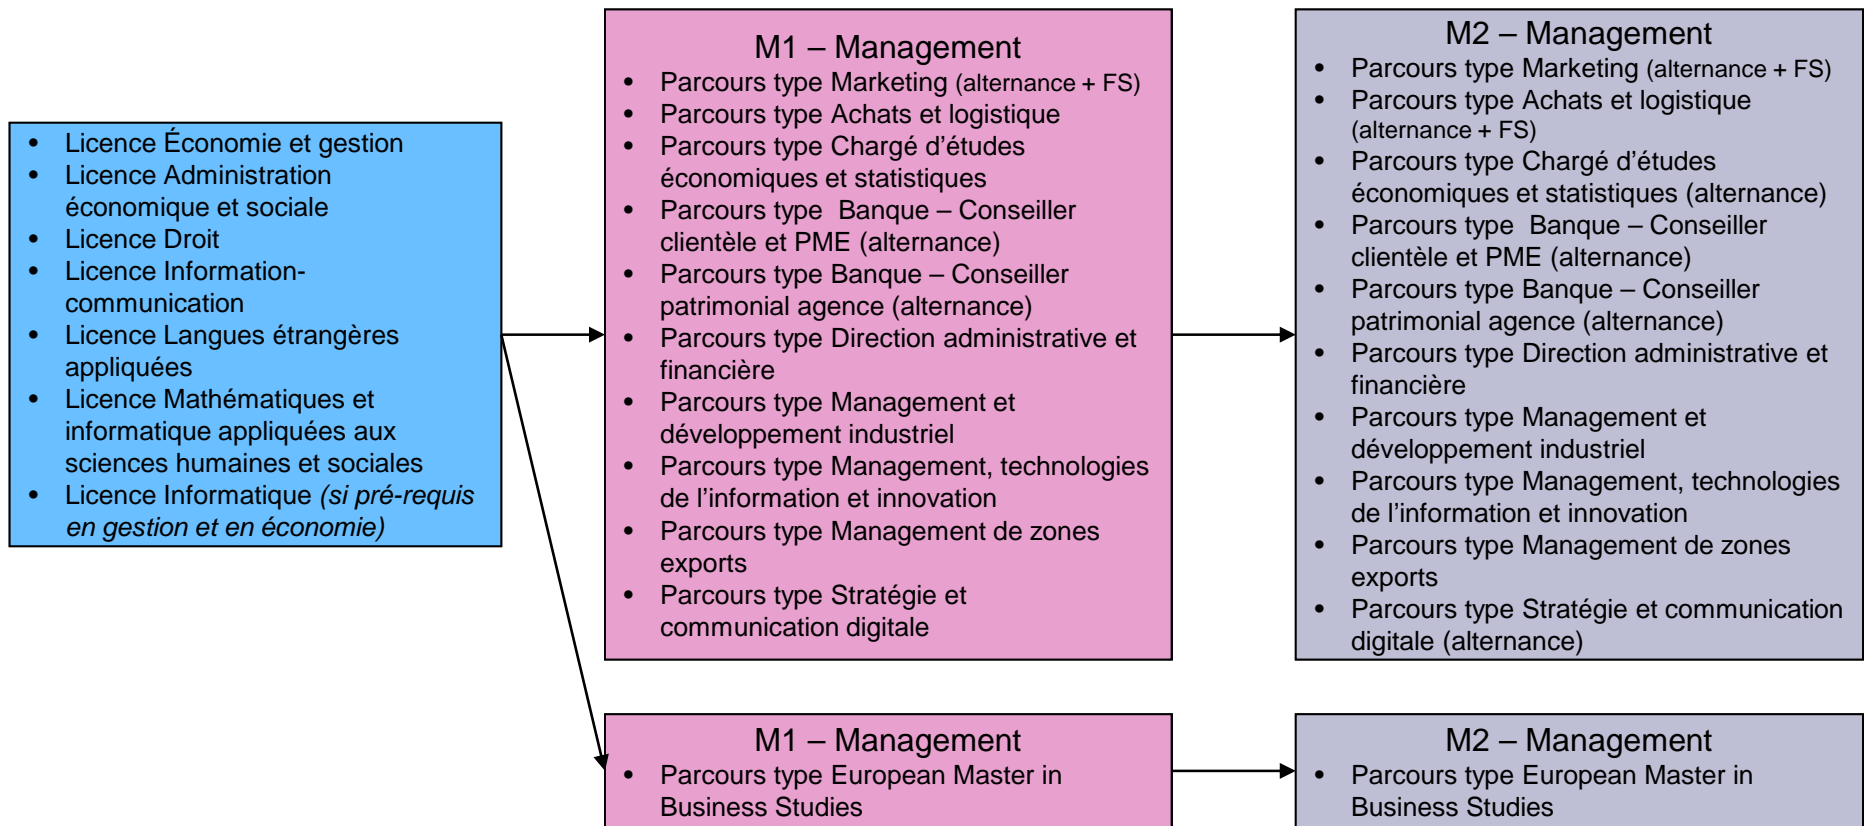 • Licence Économie et gestion
• Licence Administration
économique et sociale
• Licence Droit
• Licence Information-
communication
• Licence Langues étrangères
appliquées
• Licence Mathématiques et
informatique appliquées aux
sciences humaines et sociales
• Licence Informatique (si pré-requis
en gestion et en économie)
M1 – Management
• Parcours type Marketing (alternance + FS)
• Parcours type Achats et logistique
• Parcours type Chargé d’études
économiques et statistiques
• Parcours type Banque – Conseiller
clientèle et PME (alternance)
• Parcours type Banque – Conseiller
patrimonial agence (alternance)
• Parcours type Direction administrative et
financière
• Parcours type Management et
développement industriel
• Parcours type Management, technologies
de l’information et innovation
• Parcours type Management de zones
exports
• Parcours type Stratégie et
communication digitale
M2 – Management
• Parcours type Marketing (alternance + FS)
• Parcours type Achats et logistique
(alternance + FS)
• Parcours type Chargé d’études
économiques et statistiques (alternance)
• Parcours type Banque – Conseiller
clientèle et PME (alternance)
• Parcours type Banque – Conseiller
patrimonial agence (alternance)
• Parcours type Direction administrative et
financière
• Parcours type Management et
développement industriel
• Parcours type Management, technologies
de l’information et innovation
• Parcours type Management de zones
exports
• Parcours type Stratégie et communication
digitale (alternance)
M1 – Management
• Parcours type European Master in
Business Studies
M2 – Management
• Parcours type European Master in
Business Studies